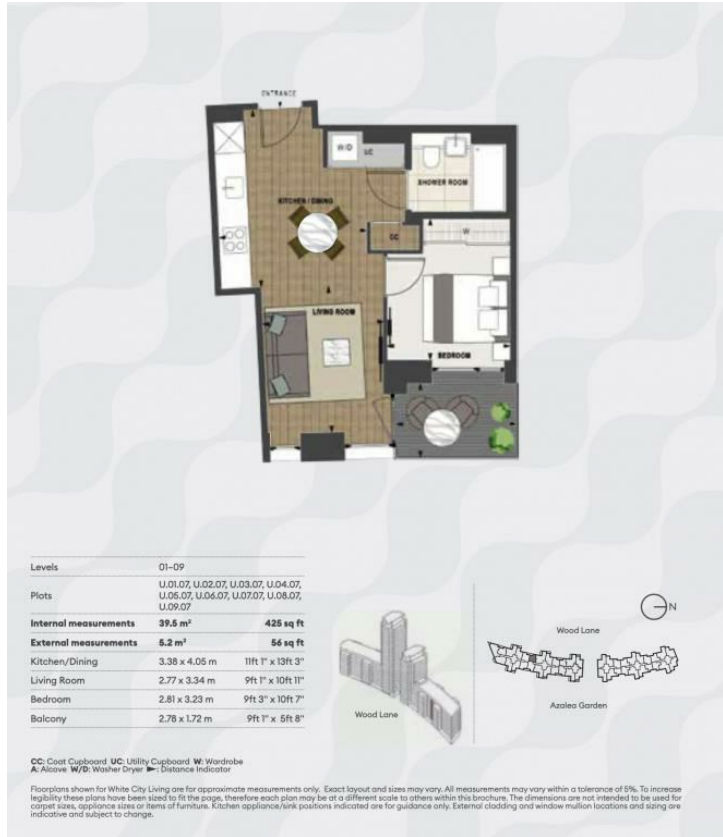 ENTRANCE
W/D
UC
SHOWER ROOM
KITCHEN / DINING
CC
W
LIVING ROOM
BEDROOM
Levels 01–09
Plots U.01.07, U.02.07, U.03.07, U.04.07,
U.05.07, U.06.07, U.07.07, U.08.07,
U.09.07
Internal measurements 39.5 m² 425 sq ft
External measurements 5.2 m² 56 sq ft
Kitchen/Dining 3.38 x 4.05 m 11ft 1" x 13ft 3"
Living Room 2.77 x 3.34 m 9ft 1" x 10ft 11"
Bedroom 2.81 x 3.23 m 9ft 3" x 10ft 7"
Balcony 2.78 x 1.72 m 9ft 1" x 5ft 8"
Wood Lane
N
Wood Lane
Azalea Garden
CC: Coat Cupboard UC: Utility Cupboard W: Wardrobe
A: Alcove W/D: Washer Dryer ►: Distance Indicator
Floorplans shown for White City Living are for approximate measurements only. Exact layout and sizes may vary. All measurements may vary within a tolerance of 5%. To increase
legibility these plans have been sized to fit the page, therefore each plan may be at a different scale to others within this brochure. The dimensions are not intended to be used for
carpet sizes, appliance sizes or items of furniture. Kitchen appliance/sink positions indicated are for guidance only. External cladding and window mullion locations and sizing are
indicative and subject to change.